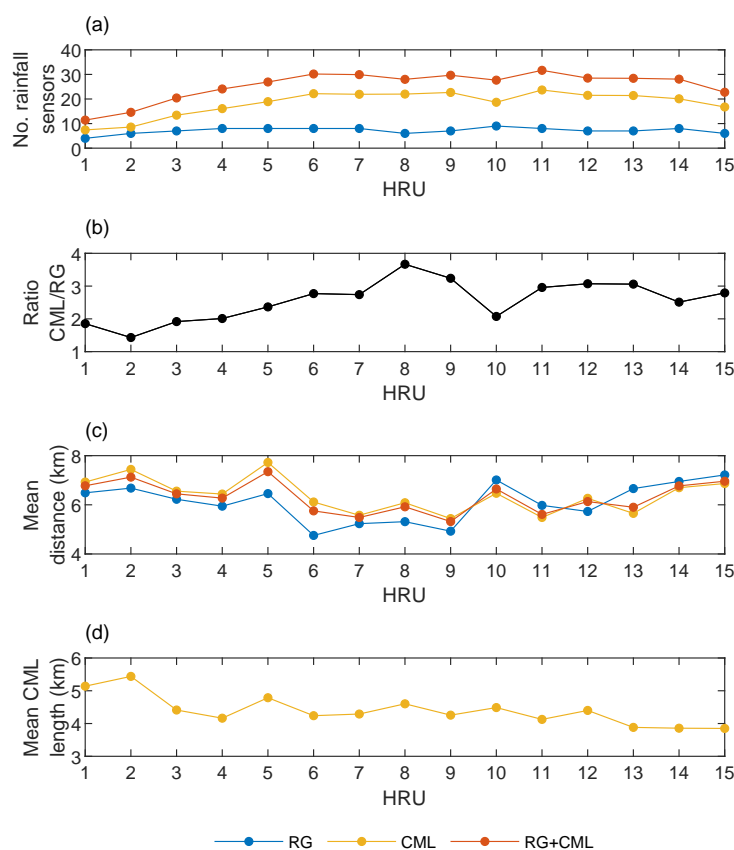 (a)
No. rainfall
sensors
40
30
20
10
0
1 2 3 4 5 6 7 8 9 10 11 12 13 14 15
HRU
(b)
Ratio
CML/RG
4
3
2
1
1 2 3 4 5 6 7 8 9 10 11 12 13 14 15
HRU
(c)
Mean
distance (km)
8
6
4
1 2 3 4 5 6 7 8 9 10 11 12 13 14 15
HRU
(d)
Mean CML
length (km)
6
5
4
3
1 2 3 4 5 6 7 8 9 10 11 12 13 14 15
HRU
RG CML RG+CML